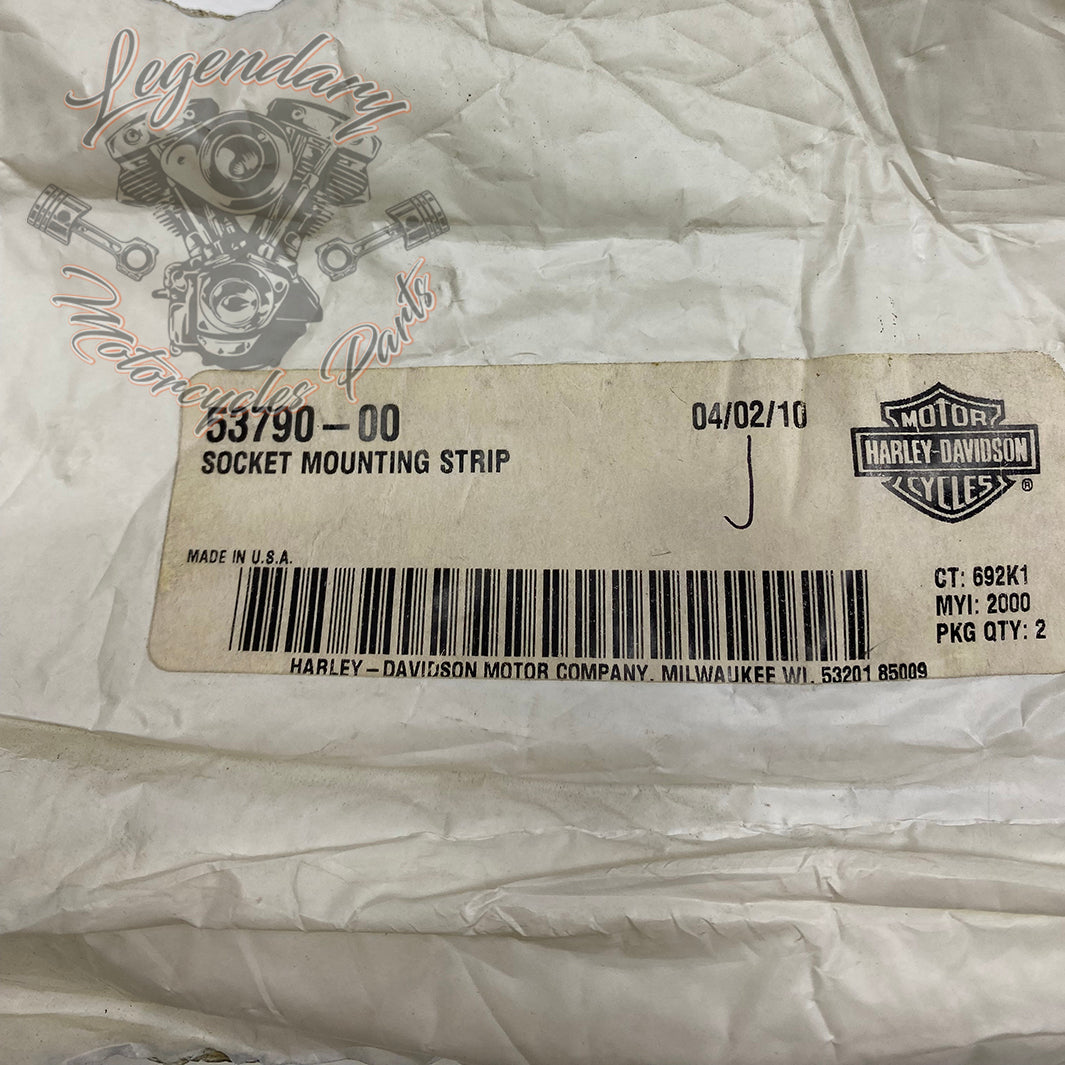 Legendary
Motorcycles Parts
53790-00
04/02/10
SOCKET MOUNTING STRIP
MOTOR
HARLEY-DAVIDSON
CYCLES
®
MADE IN U.S.A.
CT: 692K1
MYI: 2000
PKG QTY: 2
HARLEY-DAVIDSON MOTOR COMPANY. MILWAUKEE WI. 53201 85009